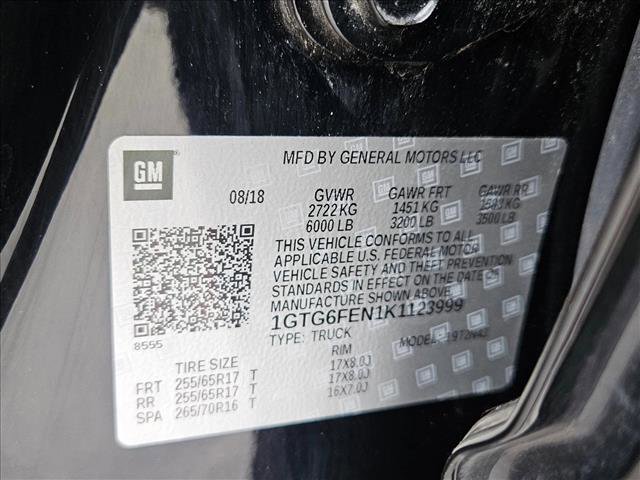 GM
MFD BY GENERAL MOTORS LLC
08/18 GVWR GAWR FRT GAWR RR
2722 KG 1451 KG 1583 KG
6000 LB 3200 LB 3500 LB
THIS VEHICLE CONFORMS TO ALL
APPLICABLE U.S. FEDERAL MOTOR
VEHICLE SAFETY AND THEFT PREVENTION
STANDARDS IN EFFECT ON THE DATE OF
MANUFACTURE SHOWN ABOVE.
1GTG6FEN1K1123999
8555 TYPE: TRUCK MODEL:
TIRE SIZE RIM
FRT 255/65R17 T 17X8.0J
RR 255/65R17 T 17X8.0J
SPA 265/70R16 T 16X7.0J